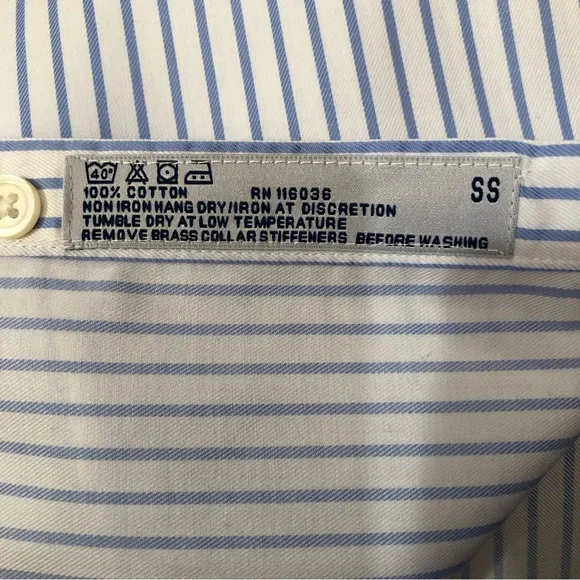 40°
100% COTTON RN 116036 SS
NON IRON HANG DRY/IRON AT DISCRETION
TUMBLE DRY AT LOW TEMPERATURE
REMOVE BRASS COLLAR STIFFENERS BEFORE WASHING